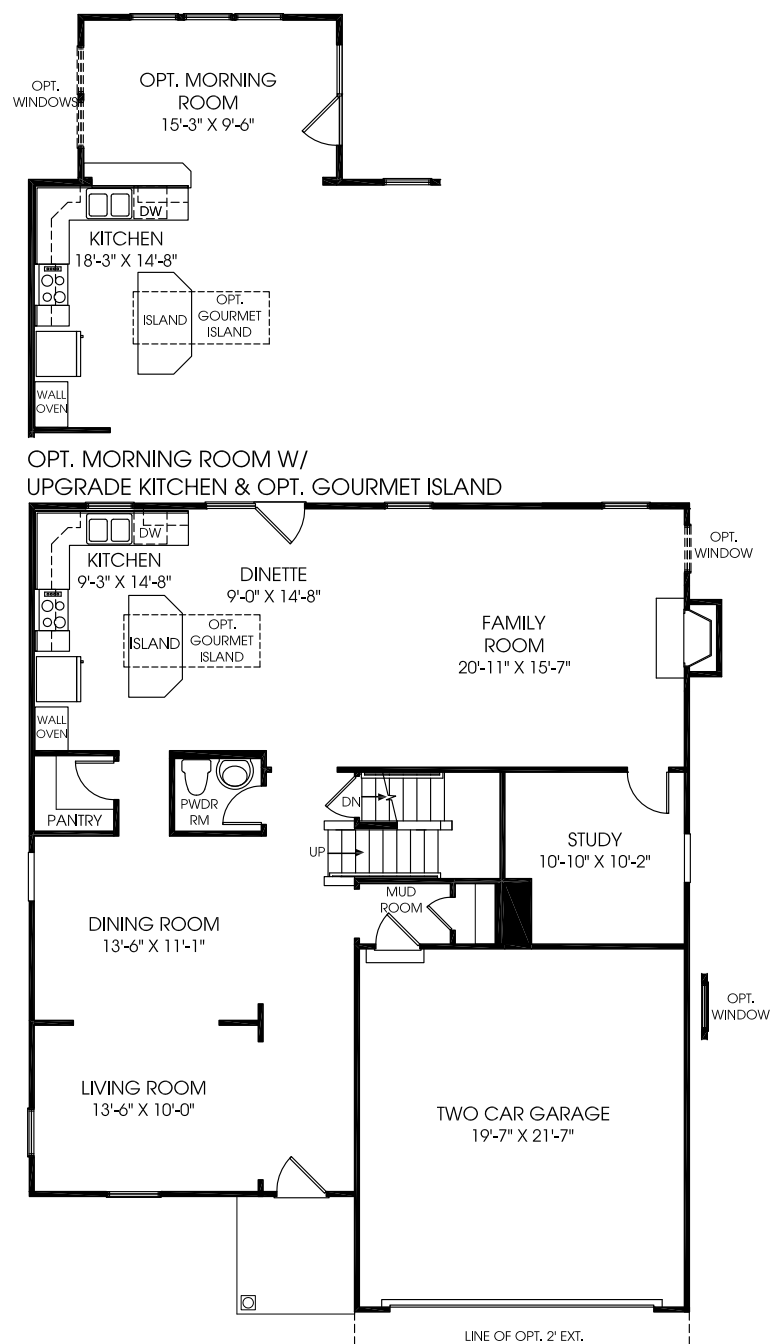 OPT. MORNING
ROOM
15'-3" X 9'-6"
OPT.
WINDOWS
DW
KITCHEN
18'-3" X 14'-8"
ISLAND
OPT.
GOURMET
ISLAND
WALL
OVEN
OPT. MORNING ROOM W/
UPGRADE KITCHEN & OPT. GOURMET ISLAND
DW
KITCHEN
9'-3" X 14'-8"
DINETTE
9'-0" X 14'-8"
OPT.
WINDOW
ISLAND
OPT.
GOURMET
ISLAND
FAMILY
ROOM
20'-11" X 15'-7"
WALL
OVEN
PANTRY
PWDR
RM
DN
UP
STUDY
10'-10" X 10'-2"
MUD
ROOM
DINING ROOM
13'-6" X 11'-1"
OPT.
WINDOW
LIVING ROOM
13'-6" X 10'-0"
TWO CAR GARAGE
19'-7" X 21'-7"
LINE OF OPT. 2' EXT.